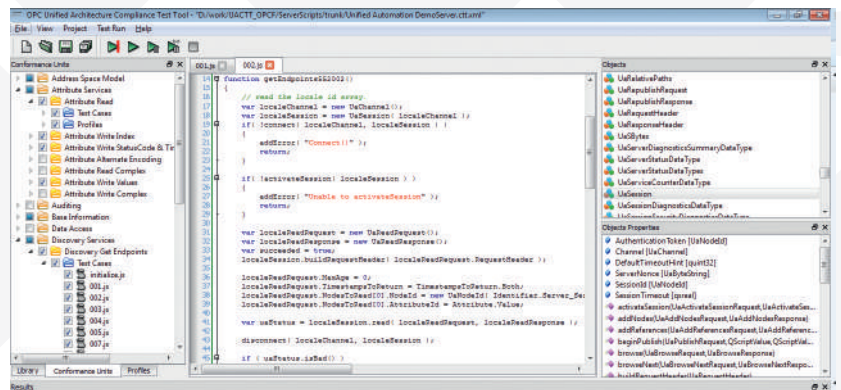 OPC Unified Architecture Compliance Test Tool - "D:/work/UACTT_OPCF/ServerScripts/trunk/Unified Automation DemoServer.ctt.xml"
File View Project Test Run Help
Conformance Units
Address Space Model
Attribute Services
Attribute Read
Test Cases
Profiles
Attribute Write Index
Attribute Write StatusCode & Tir
Attribute Alternate Encoding
Attribute Read Complex
Attribute Write Values
Attribute Write Complex
Auditing
Base Information
Data Access
Discovery Services
Discovery Get Endpoints
Test Cases
initialize.js
001.js
002.js
003.js
004.js
005.js
007.js
Library Conformance Units Profiles
001.js 002.js
14 function getEndpoints552002()
15 {
16 // read the locale id array.
17 var localeChannel = new UaChannel();
18 var localeSession = new UaSession( localeChannel );
19 if( !connect( localeChannel, localeSession ) )
20 {
21 addError( "Connect()" );
22 return;
23 }
24
25 if( !activateSession( localeSession ) )
26 {
27 addError( "Unable to activateSession" );
28 return;
29 }
30
31 var localeReadRequest = new UaReadRequest();
32 var localeReadResponse = new UaReadResponse();
33 var succeeded = true;
34 localeSession.buildRequestHeader( localeReadRequest.RequestHeader );
35
36 localeReadRequest.MaxAge = 0;
37 localeReadRequest.TimestampsToReturn = TimestampsToReturn.Both;
38 localeReadRequest.NodesToRead[0].NodeId = new UaNodeId( Identifier.Server_Se
39 localeReadRequest.NodesToRead[0].AttributeId = Attribute.Value;
40
41 var uaStatus = localeSession.read( localeReadRequest, localeReadResponse );
42
43 disconnect( localeChannel, localeSession );
44
45 if ( uaStatus.isBad() )
Objects
UaRelativePaths
UaRepublishRequest
UaRepublishResponse
UaRequestHeader
UaResponseHeader
UaSBytes
UaServerDiagnosticsSummaryDataType
UaServerStatusDataType
UaServerStatusDataTypes
UaServiceCounterDataType
UaSession
UaSessionDiagnosticsDataType
UaSessionSecurityDiagnosticsDataType
Objects Properties
AuthenticationToken [UaNodeId]
Channel [UaChannel]
DefaultTimeoutHint [quint32]
ServerNonce [UaByteString]
SessionId [UaNodeId]
SessionTimeout [qreal]
activateSession(UaActivateSessionRequest,UaActivateSes...
addNodes(UaAddNodesRequest,UaAddNodesResponse)
addReferences(UaAddReferencesRequest,UaAddReferenc...
beginPublish(UaPublishRequest,QScriptValue,QScriptVal...
browse(UaBrowseRequest,UaBrowseResponse)
browseNext(UaBrowseNextRequest,UaBrowseNextRespo...
Results